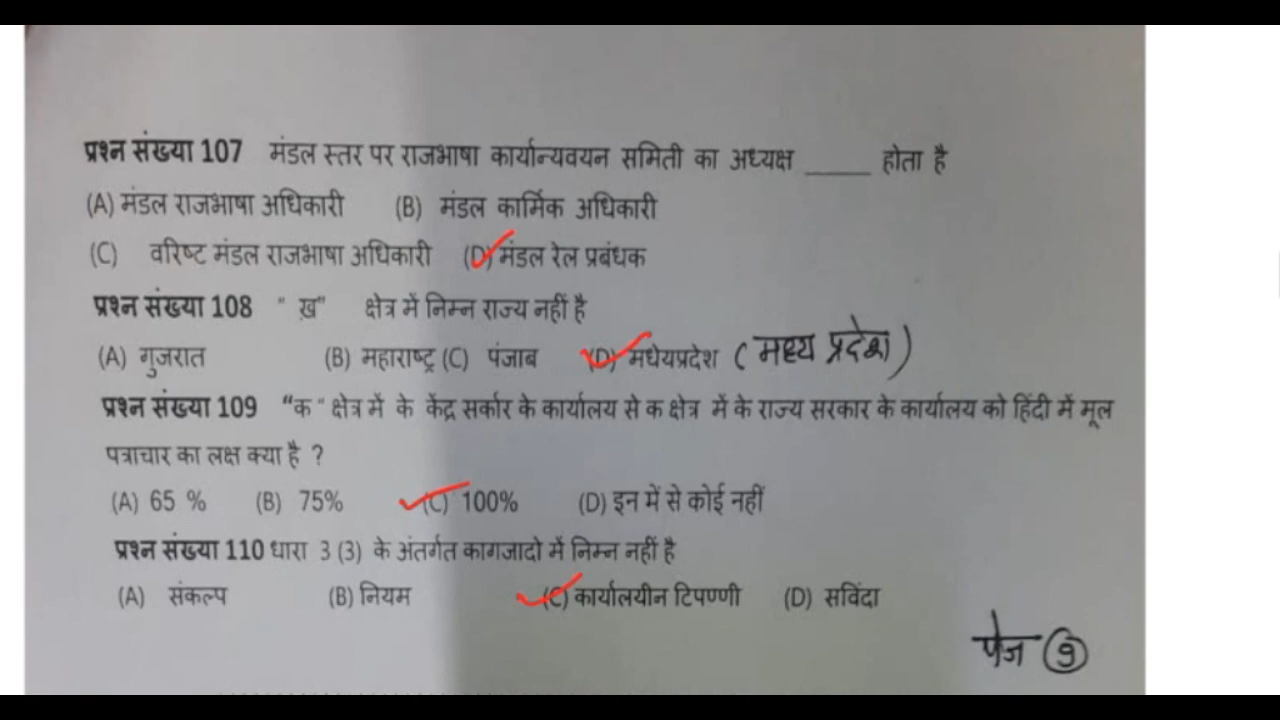 प्रश्न संख्या 107 मंडल स्तर पर राजभाषा कार्यान्यवयन समिती का अध्यक्ष _____ होता है
(A) मंडल राजभाषा अधिकारी (B) मंडल कार्मिक अधिकारी
(C) वरिष्ट मंडल राजभाषा अधिकारी (D) मंडल रेल प्रबंधक
प्रश्न संख्या 108 " ख़" क्षेत्र में निम्न राज्य नहीं है
(A) गुजरात (B) महाराष्ट्र (C) पंजाब (D) मधेयप्रदेश (मध्य प्रदेश)
प्रश्न संख्या 109 "क " क्षेत्र में के केंद्र सर्कार के कार्यालय से क क्षेत्र में के राज्य सरकार के कार्यालय को हिंदी में मूल
पत्राचार का लक्ष क्या है ?
(A) 65 % (B) 75% (C) 100% (D) इन में से कोई नहीं
प्रश्न संख्या 110 धारा 3 (3) के अंतर्गत कागजादो में निम्न नहीं है
(A) संकल्प (B) नियम (C) कार्यालयीन टिपण्णी (D) सविंदा
पेज 9